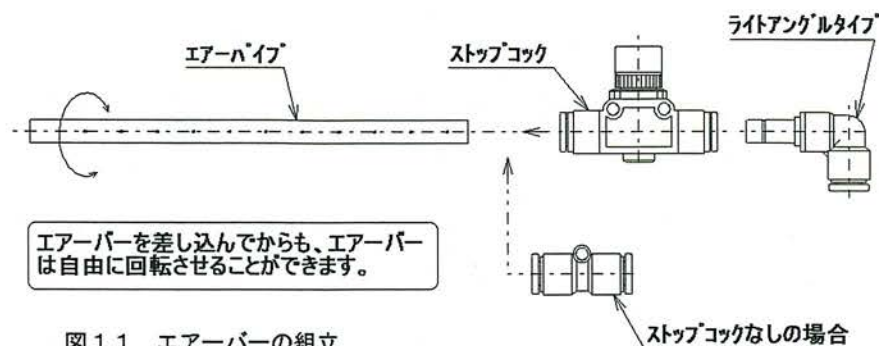 ライトアングルタイプ
エアーパイプ
ストップコック
エアーバーを差し込んでからも、エアーバー
は自由に回転させることができます。
図１.１　エアーバーの組立
ストップコックなしの場合